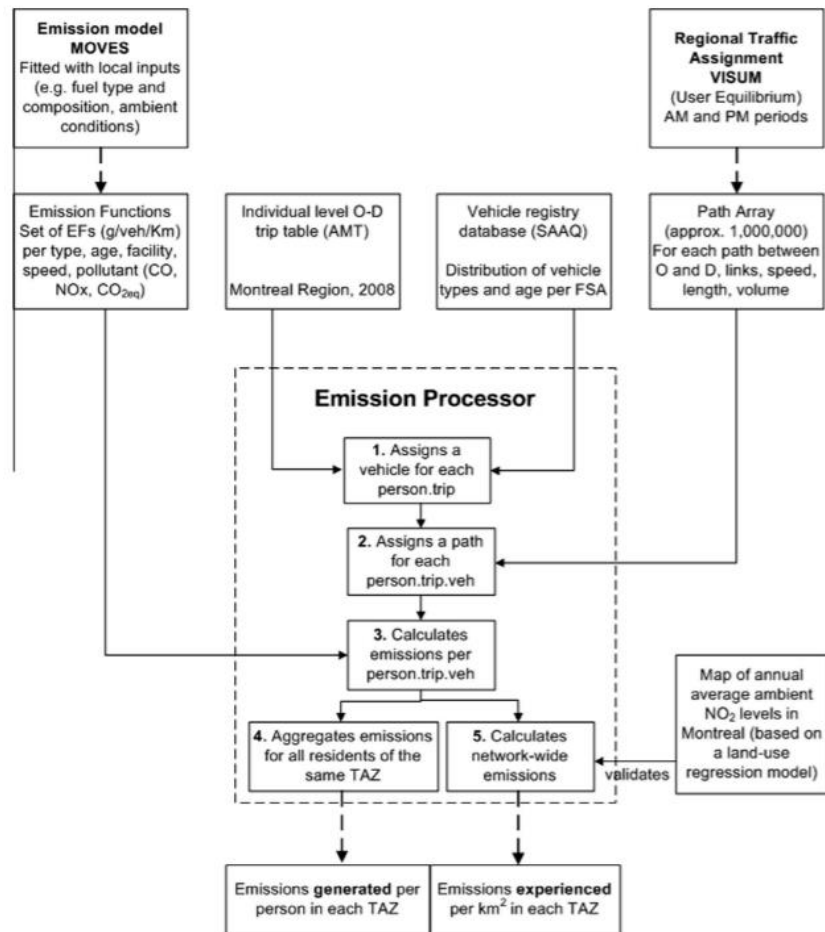 Emission model
MOVES
Fitted with local inputs
(e.g. fuel type and
composition, ambient
conditions)
Regional Traffic
Assignment
VISUM
(User Equilibrium)
AM and PM periods
Emission Functions
Set of EFs (g/veh/Km)
per type, age, facility,
speed, pollutant (CO,
NOx, CO2eq)
Individual level O-D
trip table (AMT)
Montreal Region, 2008
Vehicle registry
database (SAAQ)
Distribution of vehicle
types and age per FSA
Path Array
(approx. 1,000,000)
For each path between
O and D, links, speed,
length, volume
Emission Processor
1. Assigns a
vehicle for each
person.trip
2. Assigns a path
for each
person.trip.veh
3. Calculates
emissions per
person.trip.veh
4. Aggregates emissions
for all residents of the
same TAZ
5. Calculates
network-wide
emissions
validates
Map of annual
average ambient
NO2 levels in
Montreal (based on
a land-use
regression model)
Emissions generated per
person in each TAZ
Emissions experienced
per km2 in each TAZ